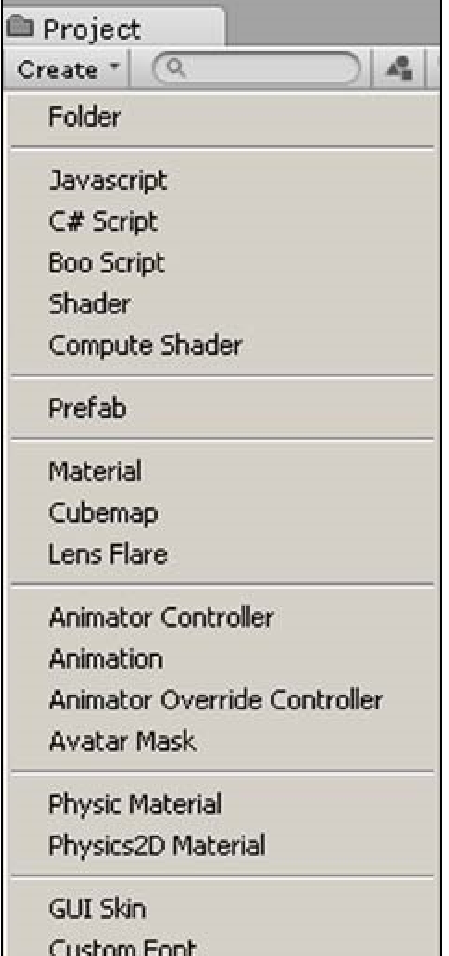 Project
Create
Folder
Javascript
C# Script
Boo Script
Shader
Compute Shader
Prefab
Material
Cubemap
Lens Flare
Animator Controller
Animation
Animator Override Controller
Avatar Mask
Physic Material
Physics2D Material
GUI Skin
Custom Font